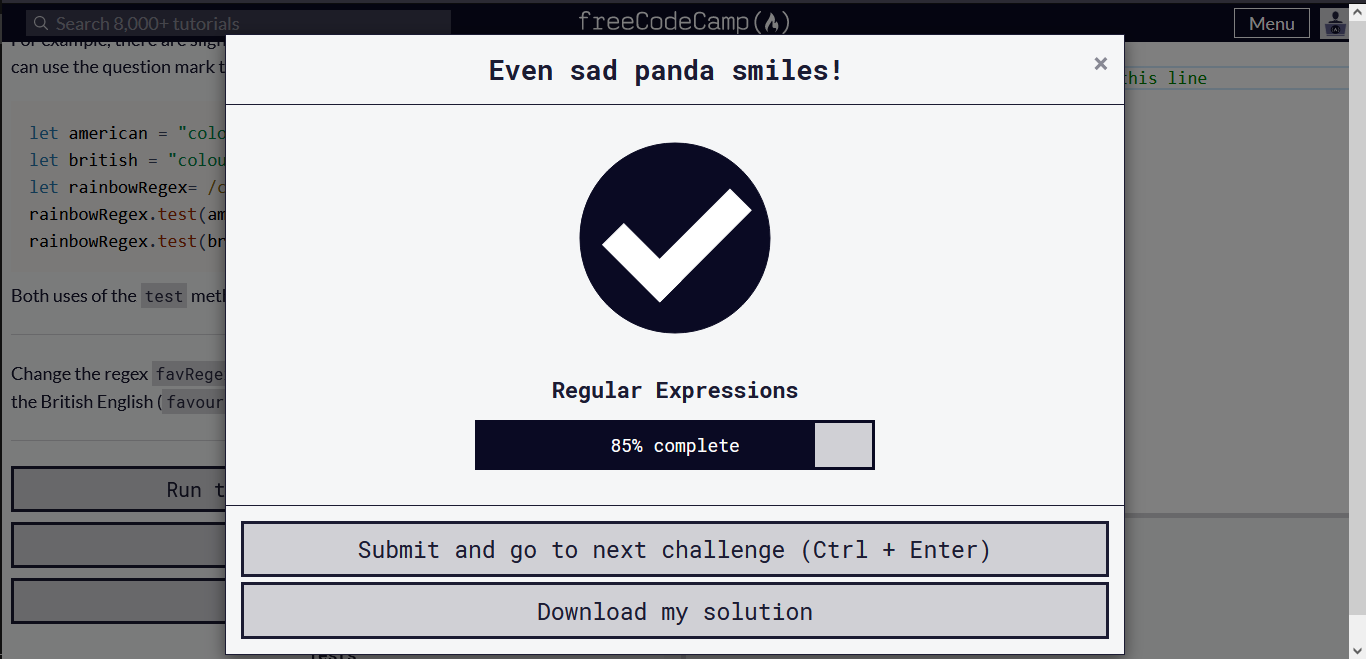 Search 8,000+ tutorials
freeCodeCamp
Menu
can use the question mark
this line
let american = "colo
let british = "colou
let rainbowRegex= /c
rainbowRegex.test(am
rainbowRegex.test(br
Both uses of the test
Change the regex favRege
the British English (favour
Run
Even sad panda smiles!
×
Regular Expressions
85% complete
Submit and go to next challenge (Ctrl + Enter)
Download my solution